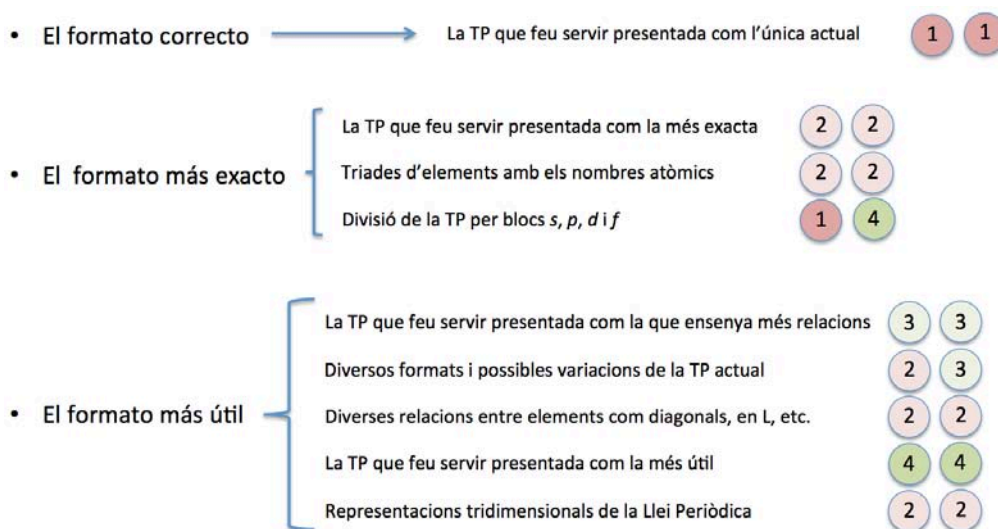 • El formato correcto La TP que feu servir presentada com l'única actual 1 1
La TP que feu servir presentada com la més exacta 2 2
• El formato más exacto Triades d'elements amb els nombres atòmics 2 2
Divisió de la TP per blocs s, p, d i f 1 4
La TP que feu servir presentada com la que ensenya més relacions 3 3
Diversos formats i possibles variacions de la TP actual 2 3
• El formato más útil Diverses relacions entre elements com diagonals, en L, etc. 2 2
La TP que feu servir presentada com la més útil 4 4
Representacions tridimensionals de la Llei Periòdica 2 2